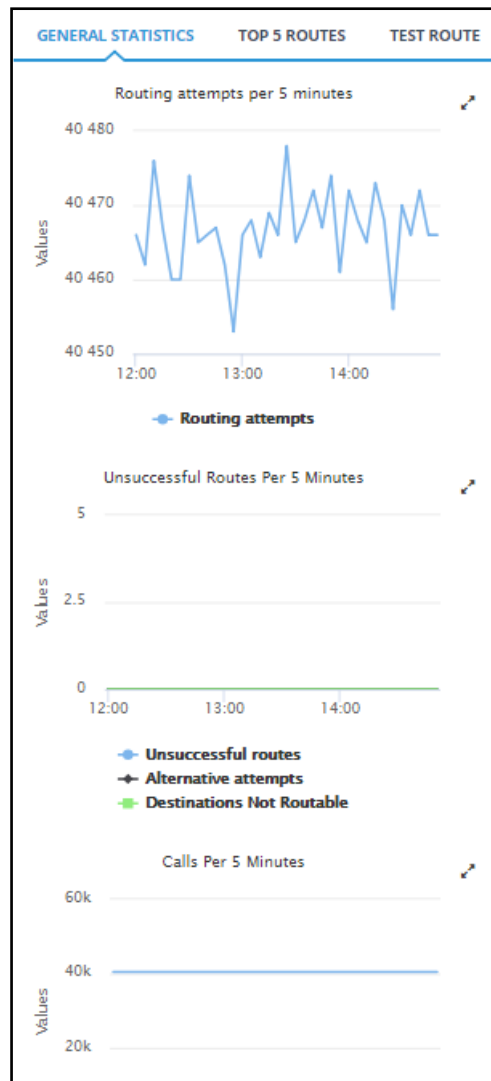 GENERAL STATISTICS TOP 5 ROUTES TEST ROUTE
Routing attempts per 5 minutes
40 480
40 470
40 460
40 450
Values
12:00 13:00 14:00
Routing attempts
Unsuccessful Routes Per 5 Minutes
5
2.5
0
Values
12:00 13:00 14:00
Unsuccessful routes
Alternative attempts
Destinations Not Routable
Calls Per 5 Minutes
60k
40k
20k
Values